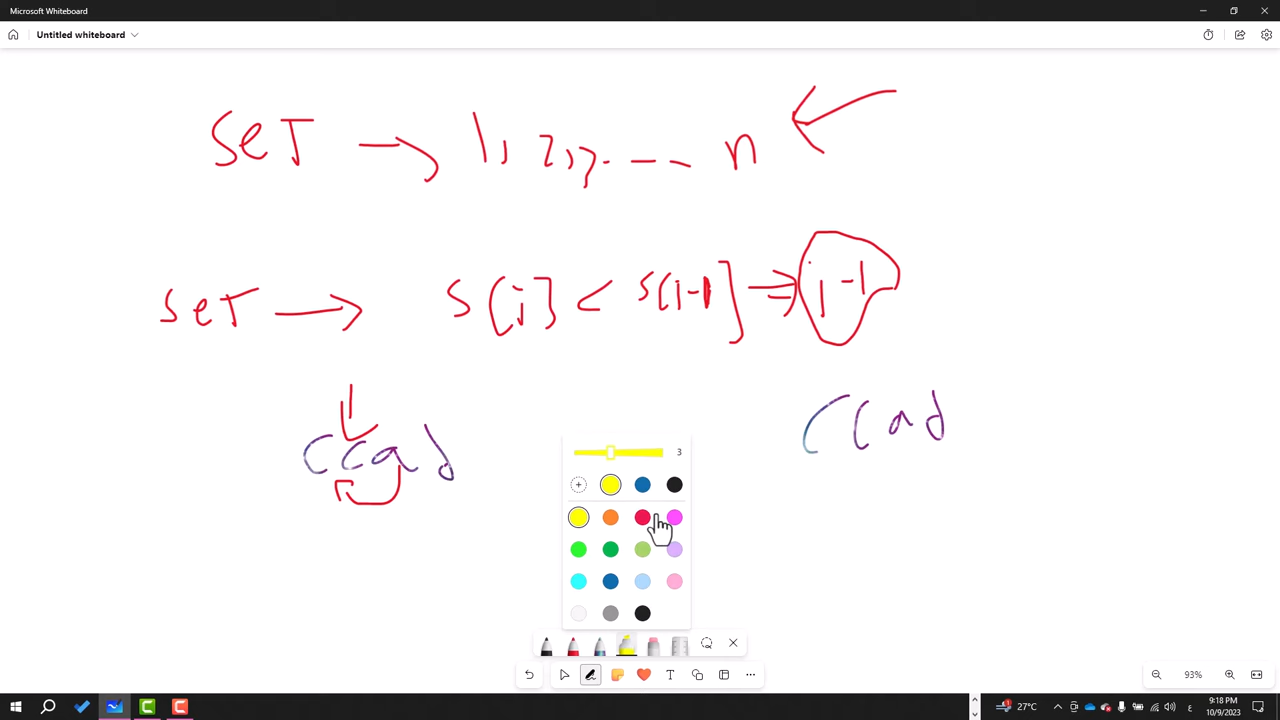 Microsoft Whiteboard
Untitled whiteboard
SeT → 1, 2, , ... n
SeT → S[i] < S[i-1] ⇒ i-1
ccad
ccad
3
93%
27°C
9:18 PM
10/9/2023